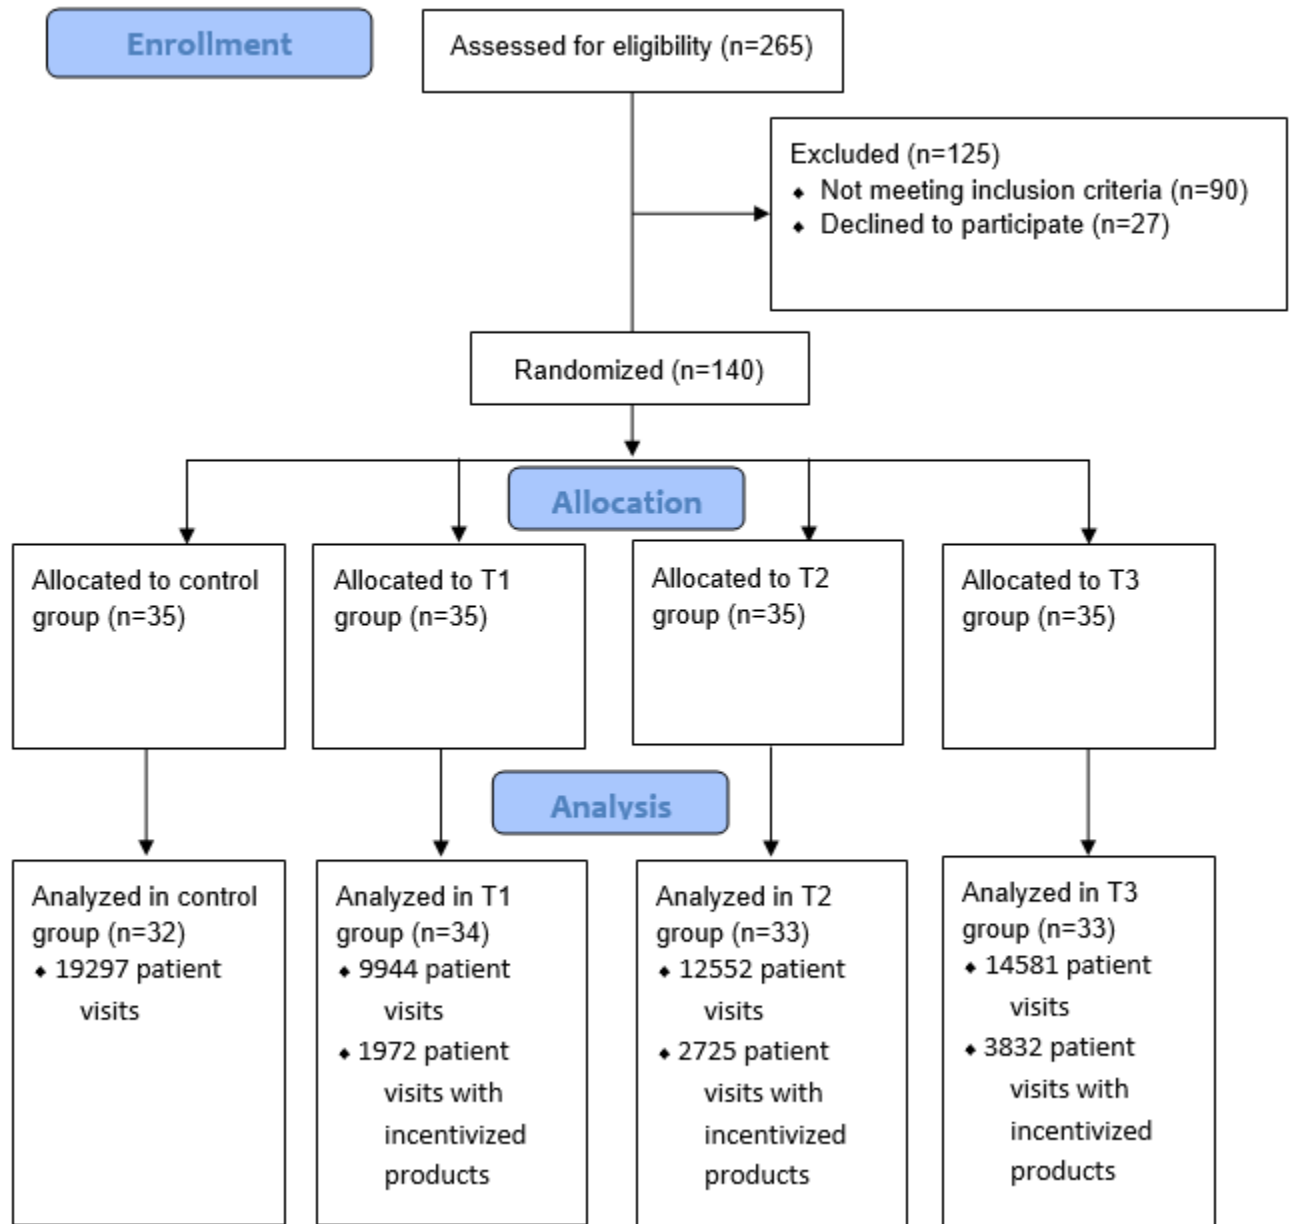 Enrollment
Assessed for eligibility (n=265)
Excluded (n=125)
⬥ Not meeting inclusion criteria (n=90)
⬥ Declined to participate (n=27)
Randomized (n=140)
Allocation
Allocated to control
group (n=35)
Allocated to T1
group (n=35)
Allocated to T2
group (n=35)
Allocated to T3
group (n=35)
Analysis
Analyzed in control
group (n=32)
⬥ 19297 patient
visits
Analyzed in T1
group (n=34)
⬥ 9944 patient
visits
⬥ 1972 patient
visits with
incentivized
products
Analyzed in T2
group (n=33)
⬥ 12552 patient
visits
⬥ 2725 patient
visits with
incentivized
products
Analyzed in T3
group (n=33)
⬥ 14581 patient
visits
⬥ 3832 patient
visits with
incentivized
products